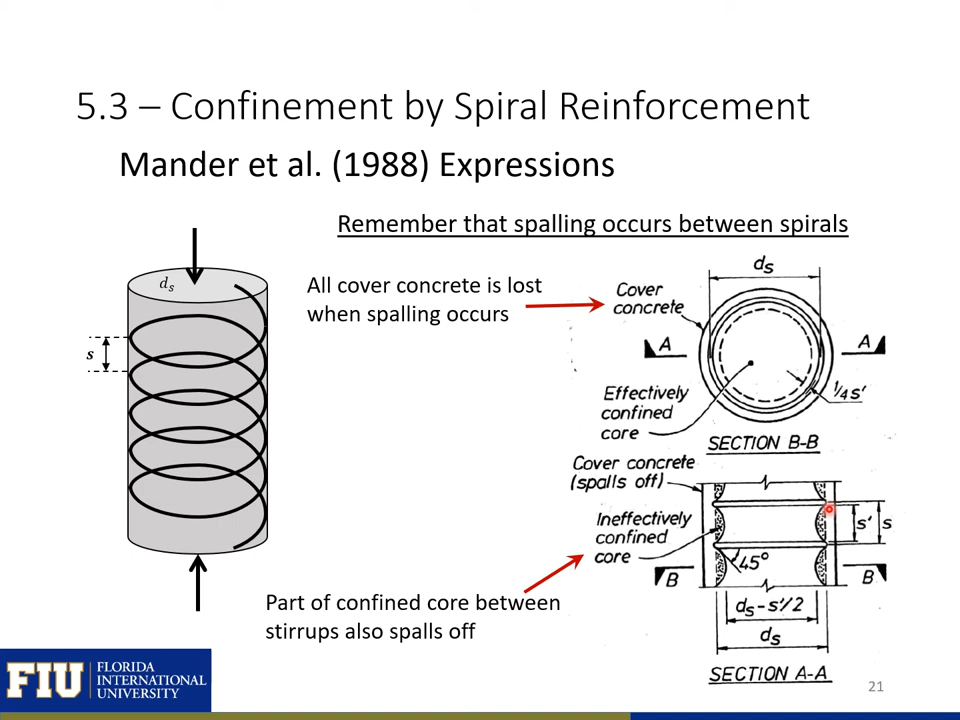 5.3 – Confinement by Spiral Reinforcement
Mander et al. (1988) Expressions
Remember that spalling occurs between spirals
d_s
s
All cover concrete is lost
when spalling occurs
ds
Cover
concrete
A
A
Effectively
confined
core
1/4 s'
SECTION B-B
Cover concrete
(spalls off)
Ineffectively
confined
core
s'
s
45°
B
B
ds-s'/2
ds
SECTION A-A
Part of confined core between
stirrups also spalls off
FIU
FLORIDA
INTERNATIONAL
UNIVERSITY
21